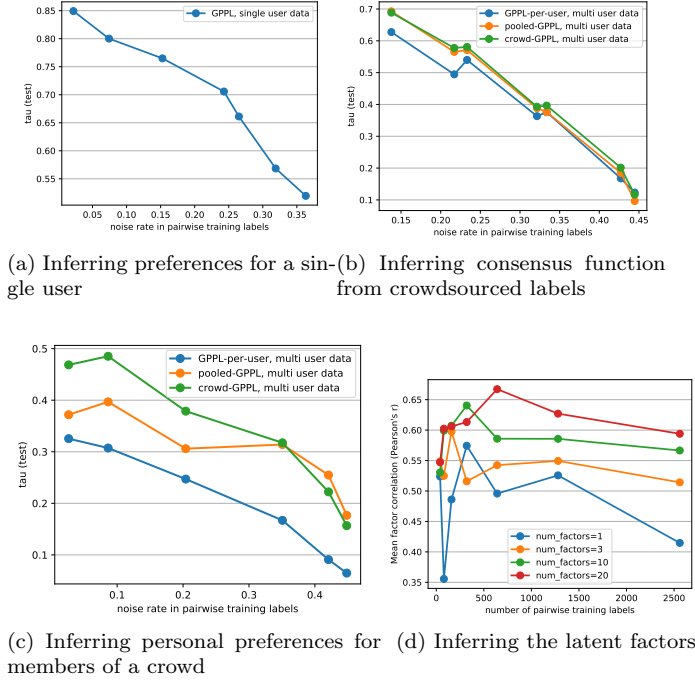 GPPL, single user data
0.85
0.80
0.75
0.70
0.65
0.60
0.55
tau (test)
0.05 0.10 0.15 0.20 0.25 0.30 0.35
noise rate in pairwise training labels
GPPL-per-user, multi user data
pooled-GPPL, multi user data
crowd-GPPL, multi user data
0.7
0.6
0.5
0.4
0.3
0.2
0.1
tau (test)
0.15 0.20 0.25 0.30 0.35 0.40 0.45
noise rate in pairwise training labels
(a) Inferring preferences for a sin-
gle user
(b) Inferring consensus function
from crowdsourced labels
GPPL-per-user, multi user data
pooled-GPPL, multi user data
crowd-GPPL, multi user data
0.5
0.4
0.3
0.2
0.1
tau (test)
0.1 0.2 0.3 0.4
noise rate in pairwise training labels
0.65
0.60
0.55
0.50
0.45
0.40
0.35
Mean factor correlation (Pearson's r)
num_factors=1
num_factors=3
num_factors=10
num_factors=20
0 500 1000 1500 2000 2500
number of pairwise training labels
(c) Inferring personal preferences for
members of a crowd
(d) Inferring the latent factors